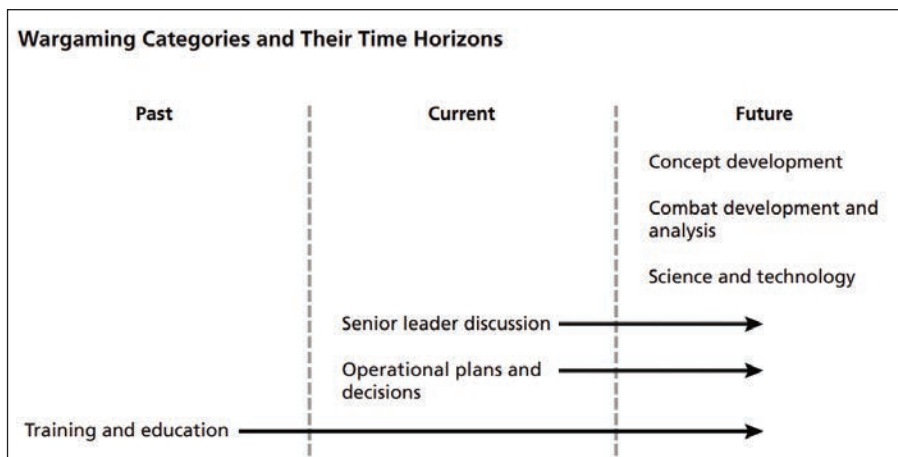 Wargaming Categories and Their Time Horizons
Past
Current
Future
Concept development
Combat development and
analysis
Science and technology
Senior leader discussion
Operational plans and
decisions
Training and education